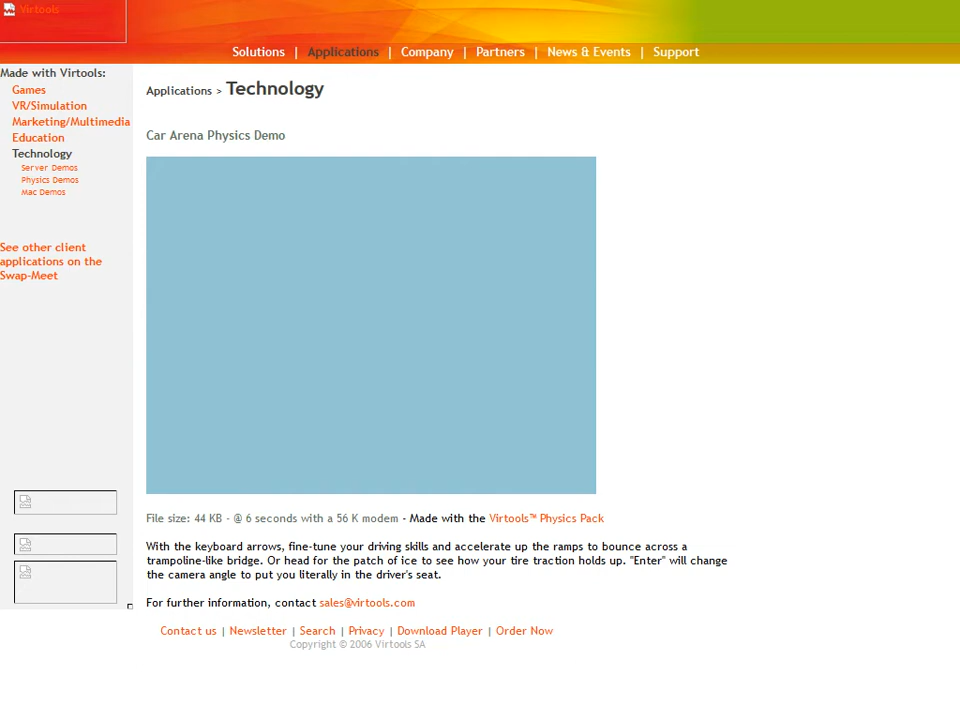 Virtools
Solutions | Applications | Company | Partners | News & Events | Support
Made with Virtools:
Games
VR/Simulation
Marketing/Multimedia
Education
Technology
Server Demos
Physics Demos
Mac Demos
See other client
applications on the
Swap-Meet
Applications > Technology
Car Arena Physics Demo
File size: 44 KB - @ 6 seconds with a 56 K modem - Made with the Virtools™ Physics Pack
With the keyboard arrows, fine-tune your driving skills and accelerate up the ramps to bounce across a
trampoline-like bridge. Or head for the patch of ice to see how your tire traction holds up. "Enter" will change
the camera angle to put you literally in the driver's seat.
For further information, contact sales@virtools.com
Contact us | Newsletter | Search | Privacy | Download Player | Order Now
Copyright © 2006 Virtools SA